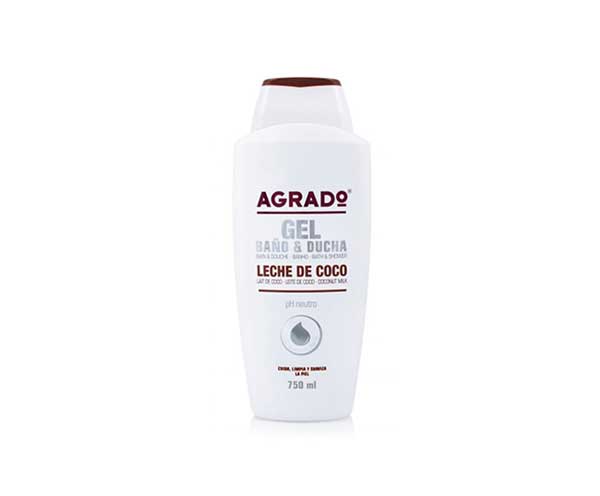 AGRADO®
GEL
BAÑO & DUCHA
BAIN & DOUCHE · BANHO · BATH & SHOWER
LECHE DE COCO
LAIT DE COCO · LEITE DE COCO · COCONUT MILK
pH neutro
CUIDA, LIMPIA Y SUAVIZA
LA PIEL
750 ml